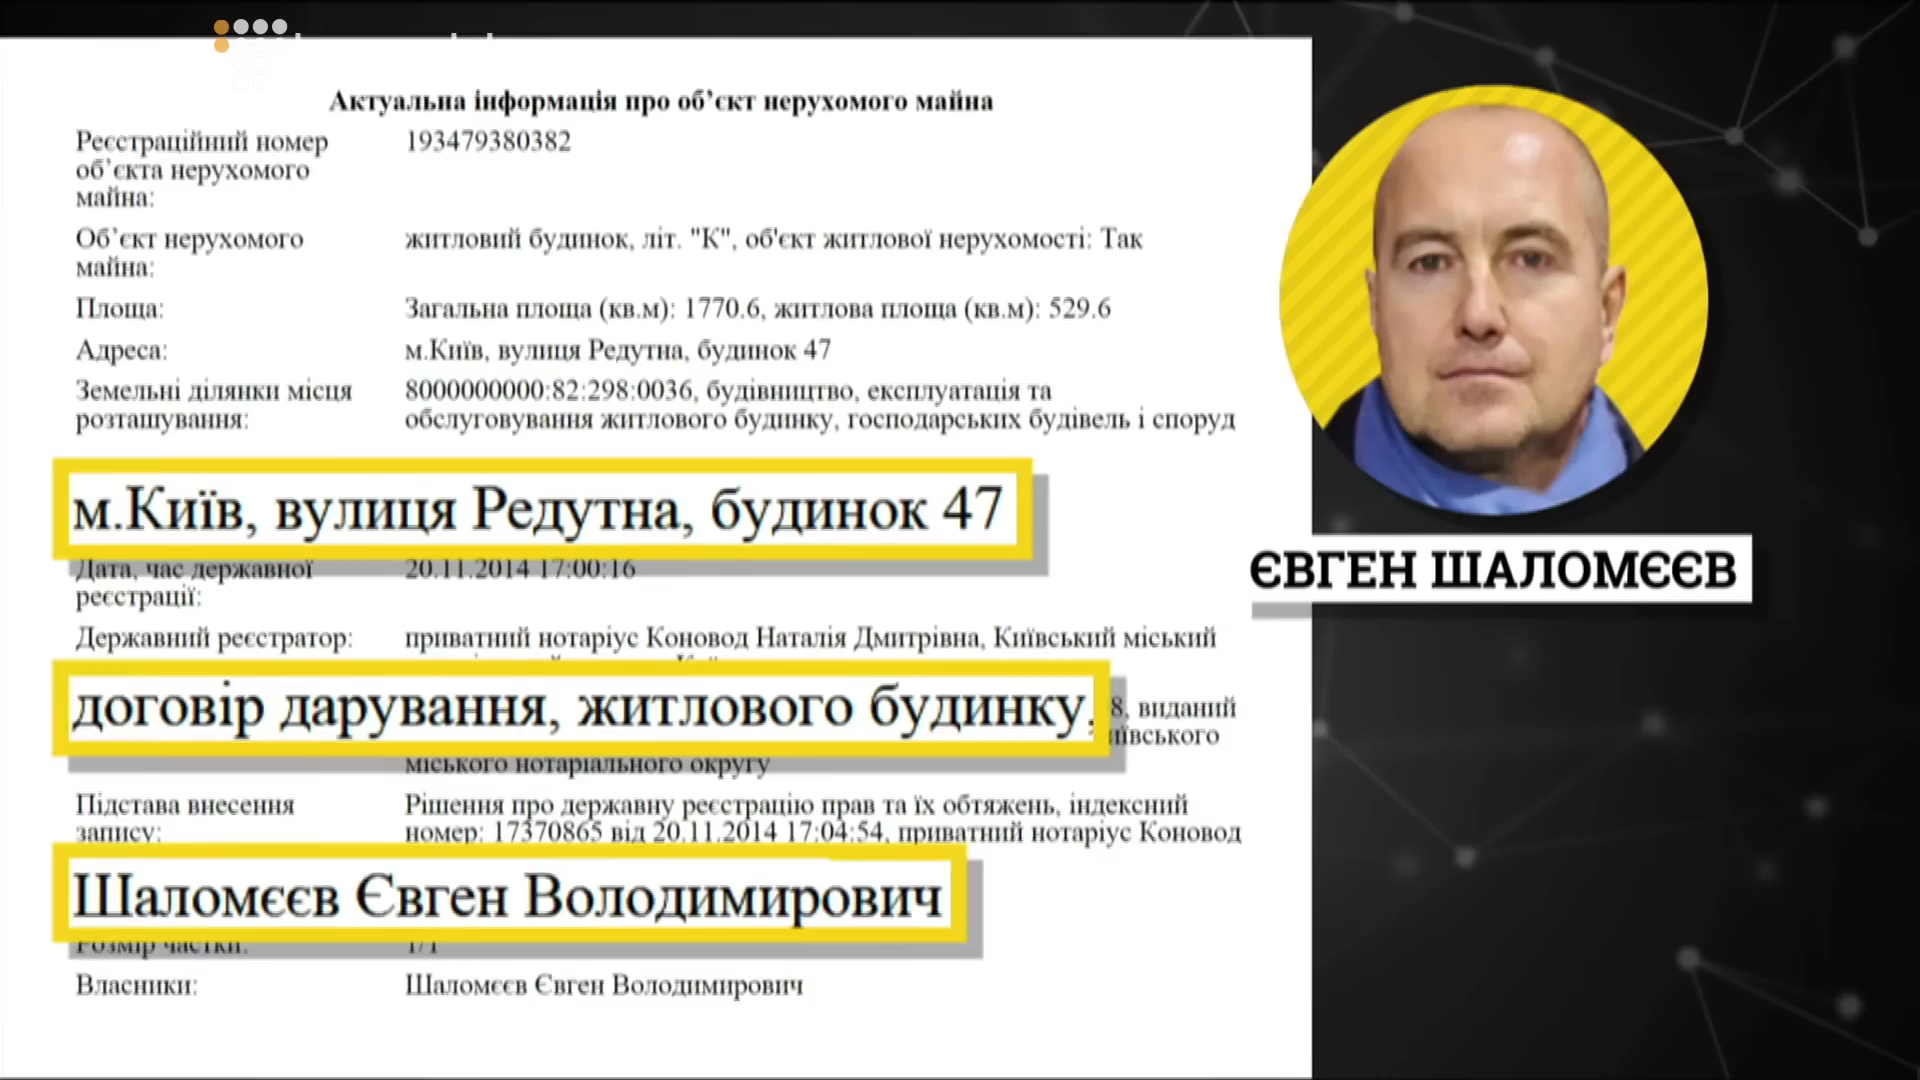 Актуальна інформація про об’єкт нерухомого майна
Реєстраційний номер 193479380382
об’єкта нерухомого
майна:
Об’єкт нерухомого житловий будинок, літ. "К", об'єкт житлової нерухомості: Так
майна:
Площа: Загальна площа (кв.м): 1770.6, житлова площа (кв.м): 529.6
Адреса: м.Київ, вулиця Редутна, будинок 47
Земельні ділянки місця 8000000000:82:298:0036, будівництво, експлуатація та
розташування: обслуговування житлового будинку, господарських будівель і споруд
м.Київ, вулиця Редутна, будинок 47
Дата, час державної 20.11.2014 17:00:16
реєстрації:
Державний реєстратор: приватний нотаріус Коновод Наталія Дмитрівна, Київський міський
договір дарування, житлового будинку, 8, виданий
міського нотаріального округу
Підстава внесення Рішення про державну реєстрацію прав та їх обтяжень, індексний
запису: номер: 17370865 від 20.11.2014 17:04:54, приватний нотаріус Коновод
Шаломєєв Євген Володимирович
Розмір частки: 1/1
Власники: Шаломєєв Євген Володимирович
ЄВГЕН ШАЛОМЄЄВ